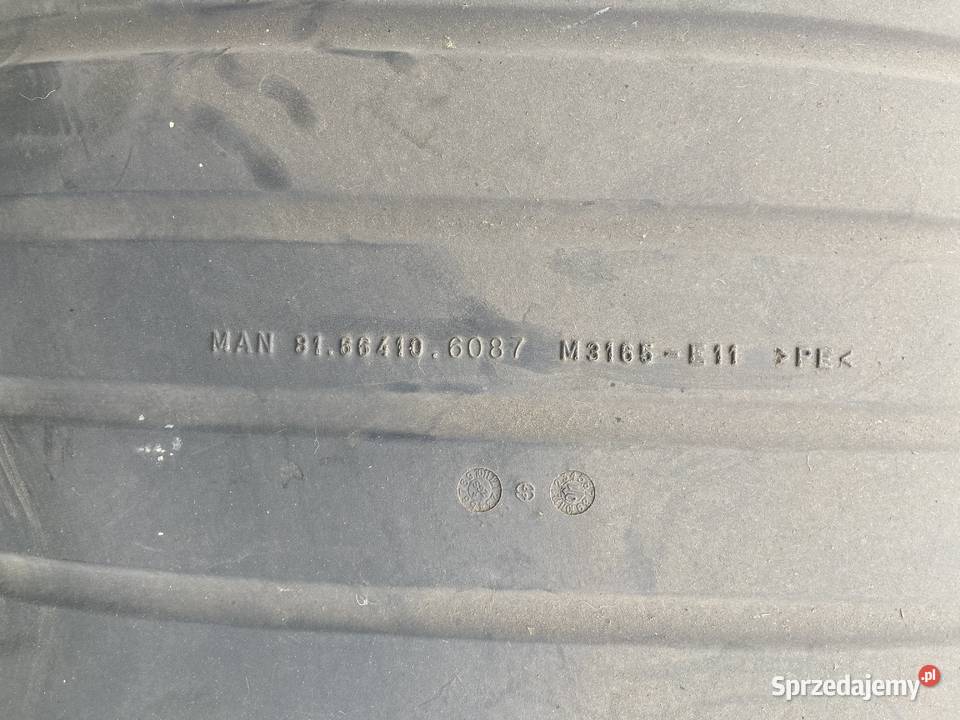 MAN 81.66410.6087 M3165-E11 >PE<
S
Sprzedajemy.pl